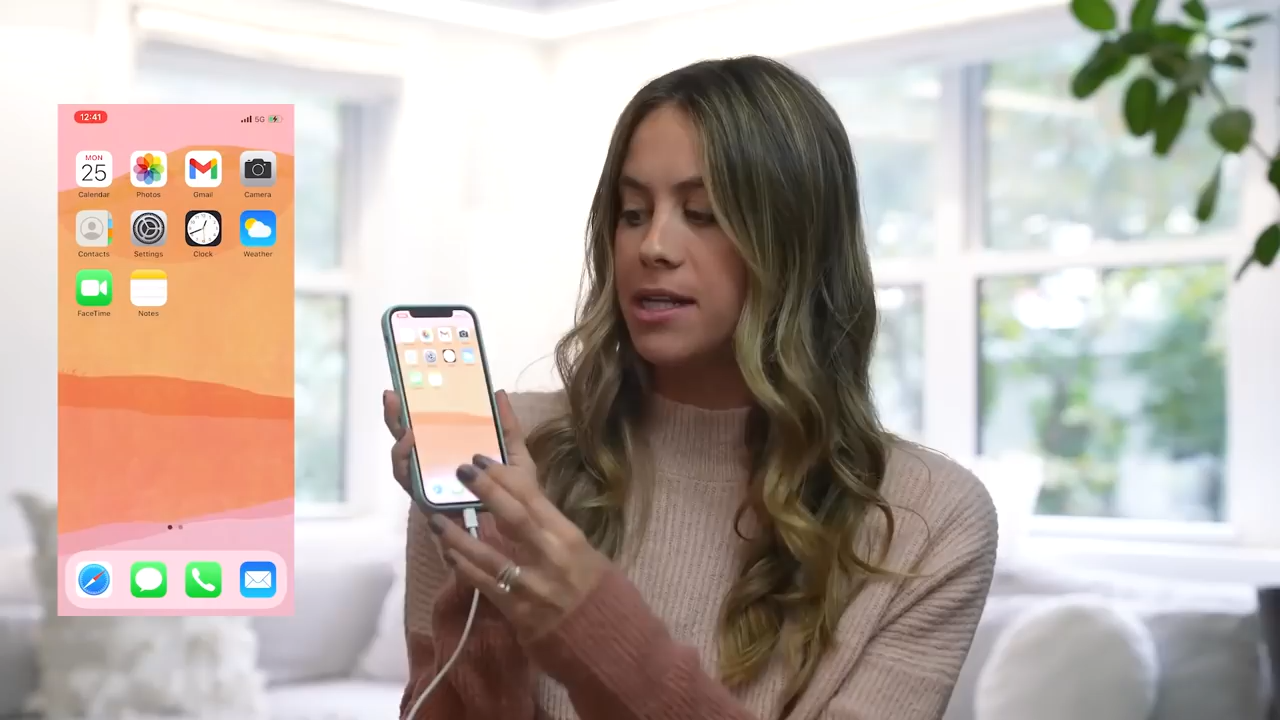 12:41
5G
MON
25
Calendar
Photos
Gmail
Camera
Contacts
Settings
Clock
Weather
FaceTime
Notes